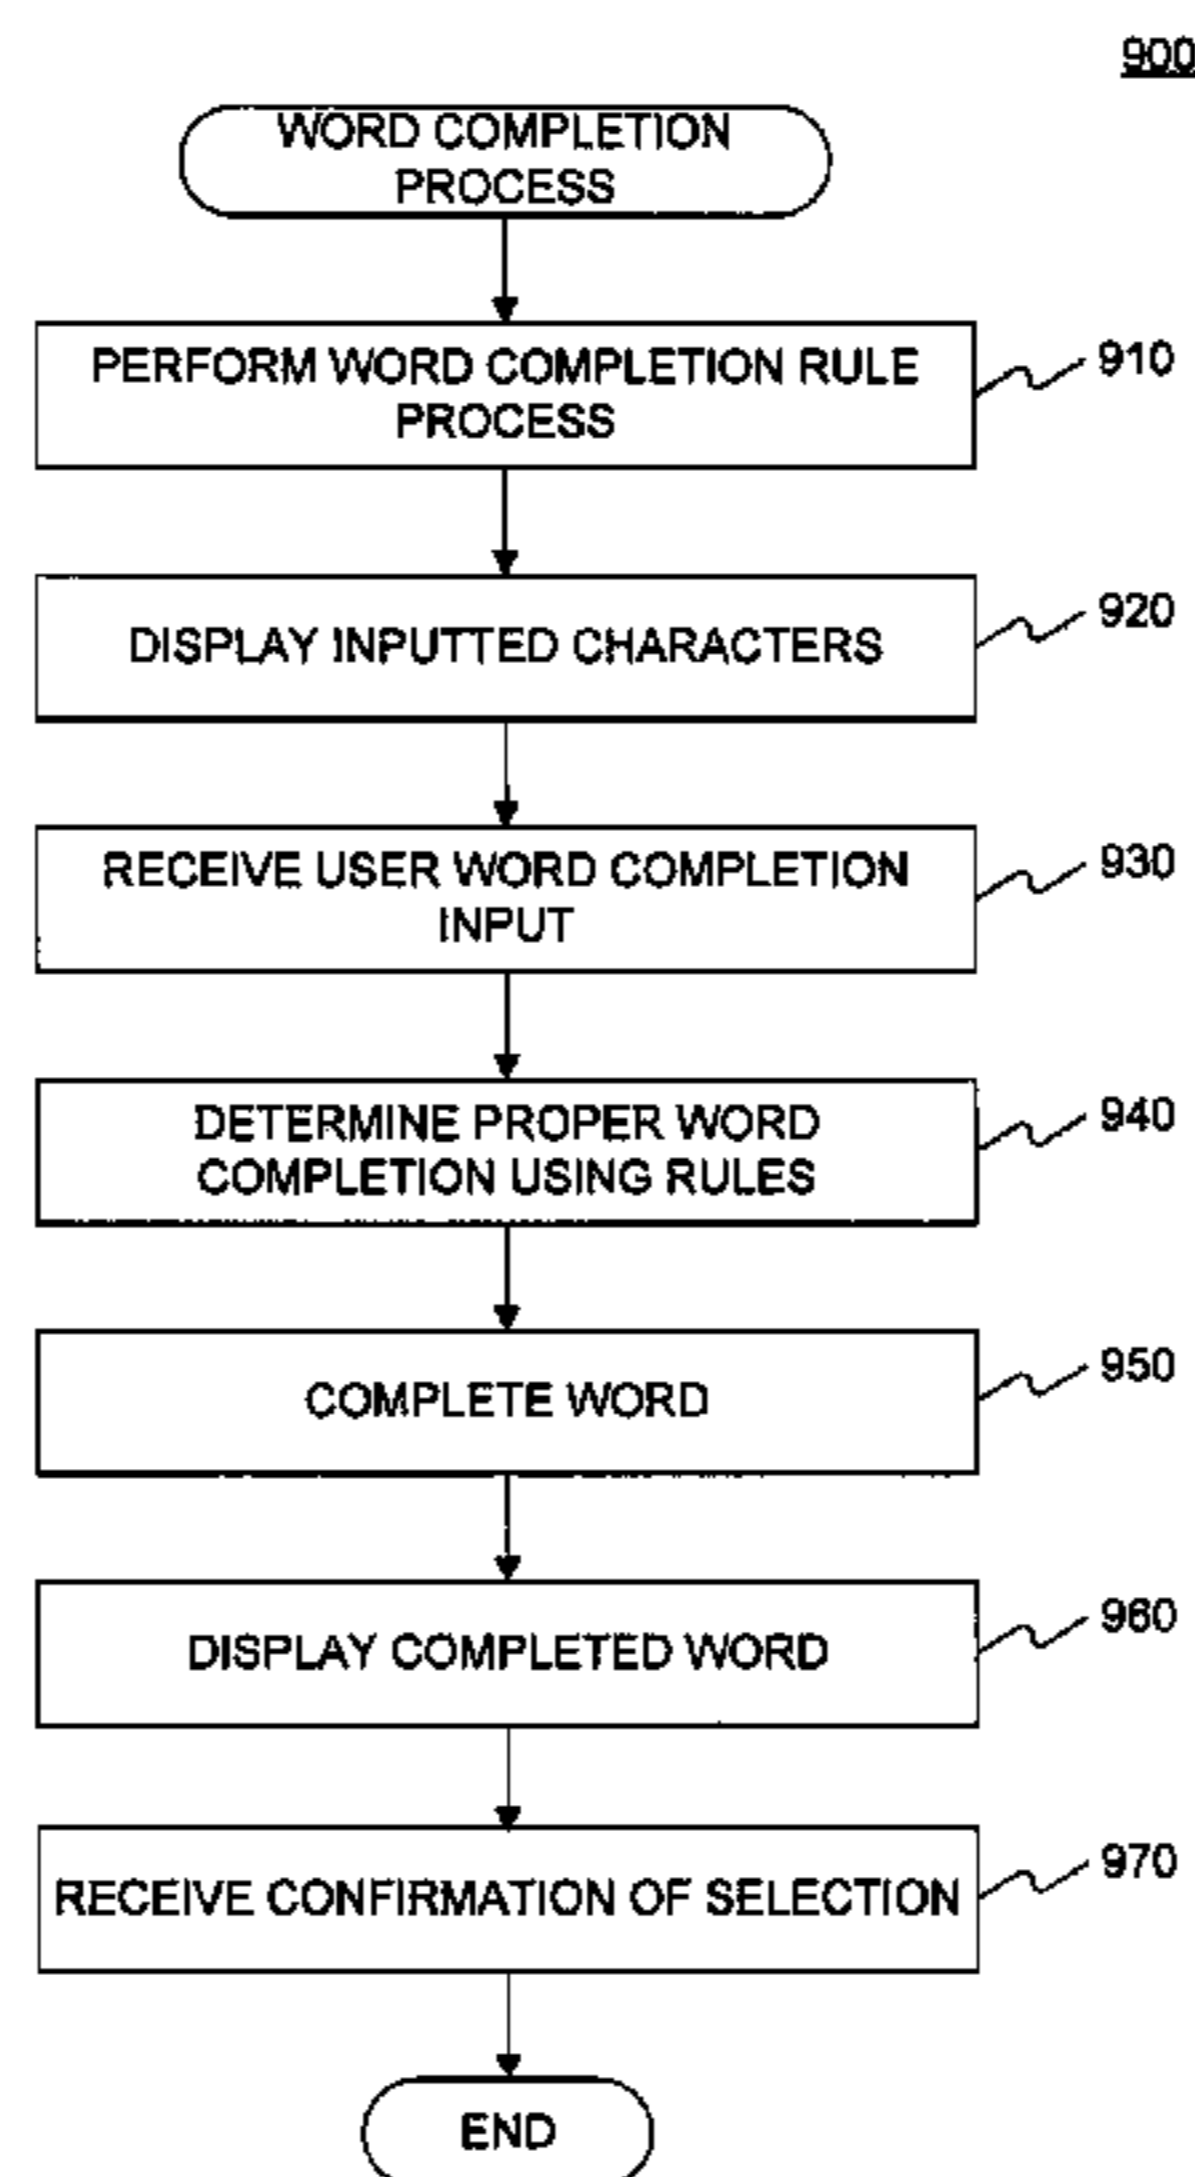 900
WORD COMPLETION
PROCESS
PERFORM WORD COMPLETION RULE
PROCESS
910
DISPLAY INPUTTED CHARACTERS
920
RECEIVE USER WORD COMPLETION
INPUT
930
DETERMINE PROPER WORD
COMPLETION USING RULES
940
COMPLETE WORD
950
DISPLAY COMPLETED WORD
960
RECEIVE CONFIRMATION OF SELECTION
970
END